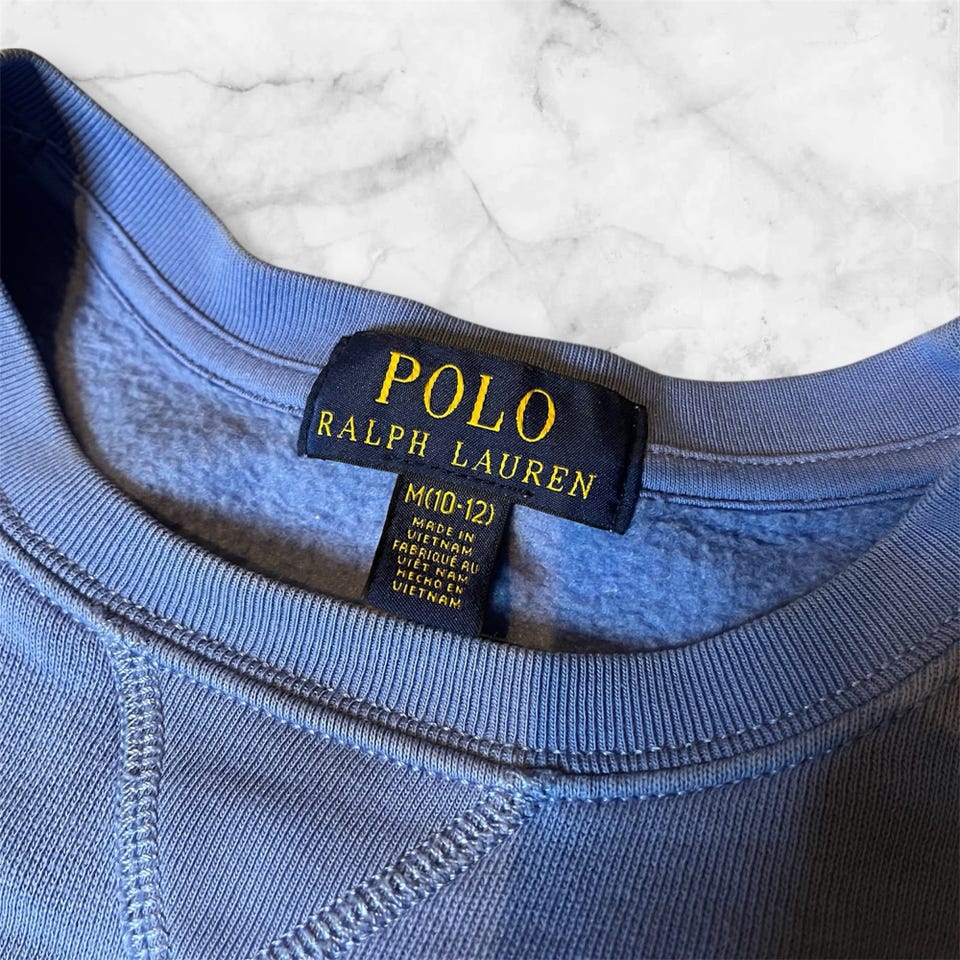 POLO
RALPH LAUREN
M(10-12)
MADE IN
VIETNAM
FABRIQUÉ AU
VIÊT NAM
HECHO EN
VIETNAM